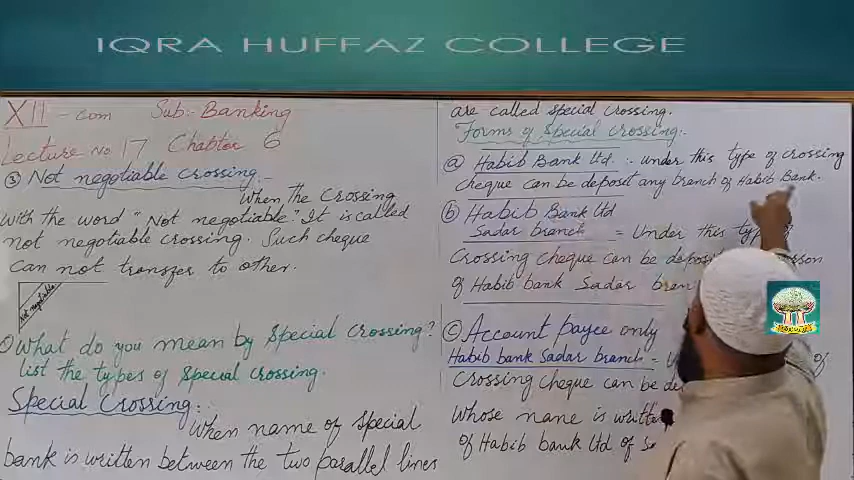 IQRA HUFFAZ COLLEGE
XII - com Sub:- Banking
Lecture No 17 Chapter 6
③ Not negotiable crossing :-
When the Crossing
with the word "Not negotiable" It is called
not negotiable crossing. Such cheque
can not transfer to other.
Not negotiable
What do you mean by Special Crossing?
list the types of special crossing.
Special Crossing :-
When name of special
bank is written between the two parallel lines
are called special crossing.
Forms of special crossing:-
ⓐ Habib Bank Ltd :- under this type of crossing
cheque can be deposit any branch of Habib Bank.
ⓑ Habib Bank Ltd
Sadar branch = Under this type of
Crossing cheque can be
of Habib bank Sadar
ⓒ Account payee only
Habib bank Sadar branch = of
Crossing cheque can be
Whose name is
of Habib bank Ltd of